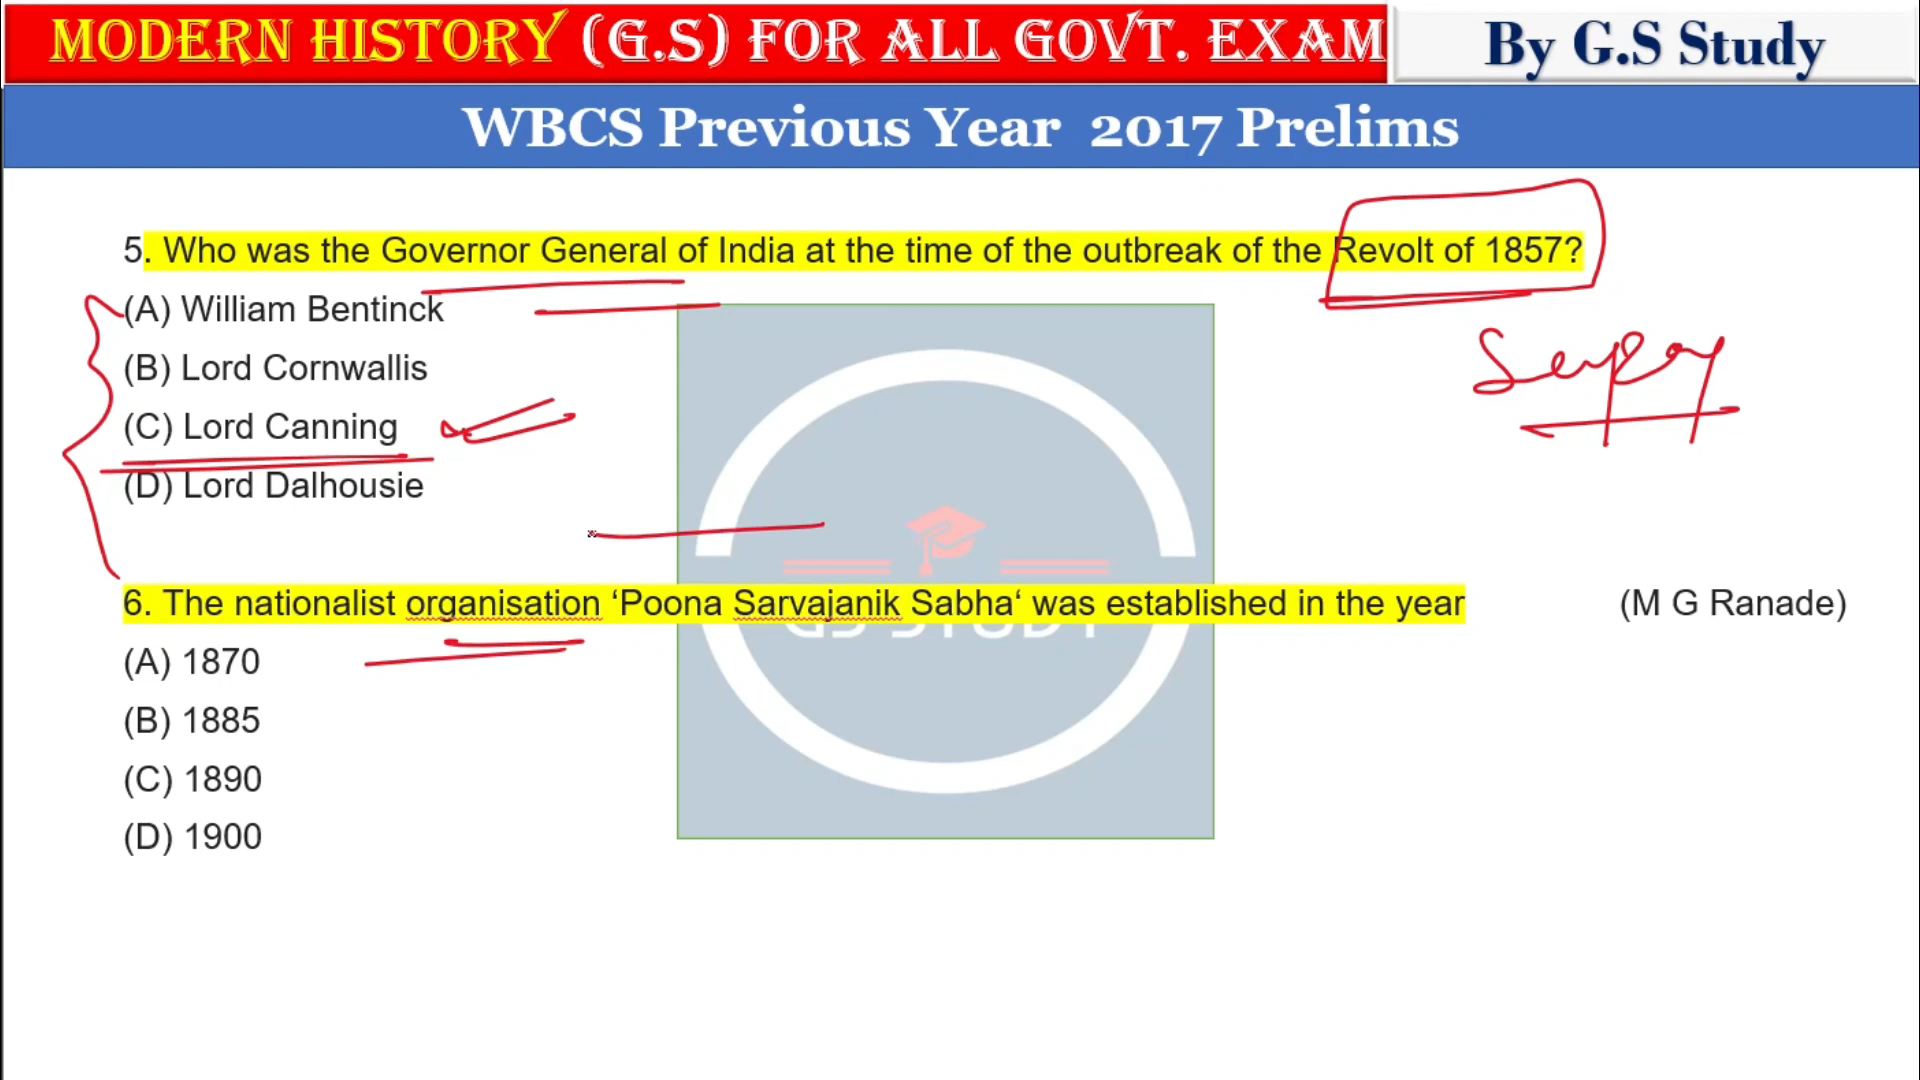 MODERN HISTORY (G.S) FOR ALL GOVT. EXAM
By G.S Study
WBCS Previous Year 2017 Prelims
5. Who was the Governor General of India at the time of the outbreak of the Revolt of 1857?
(A) William Bentinck
(B) Lord Cornwallis
(C) Lord Canning
(D) Lord Dalhousie
Sepoy
6. The nationalist organisation ‘Poona Sarvajanik Sabha‘ was established in the year (M G Ranade)
GS STUDY
(A) 1870
(B) 1885
(C) 1890
(D) 1900